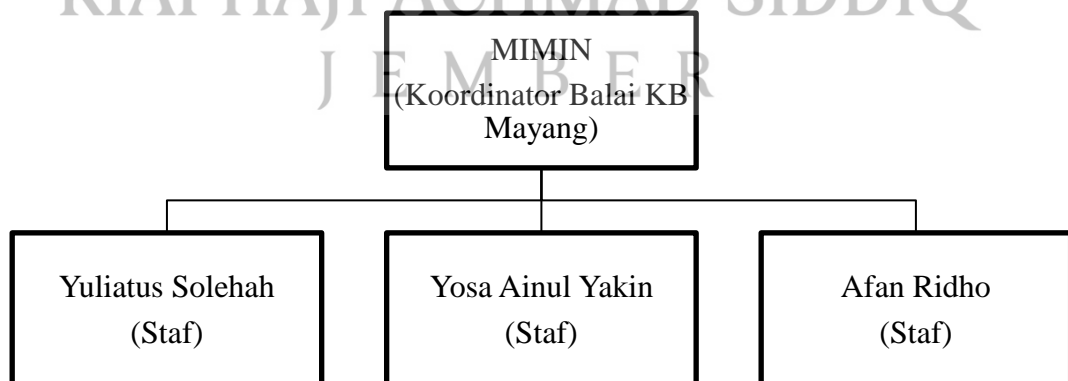 KIAI HAJI ACHMAD SIDDIQ
JEMBER
MIMIN
(Koordinator Balai KB
Mayang)
Yuliatus Solehah
(Staf)
Yosa Ainul Yakin
(Staf)
Afan Ridho
(Staf)